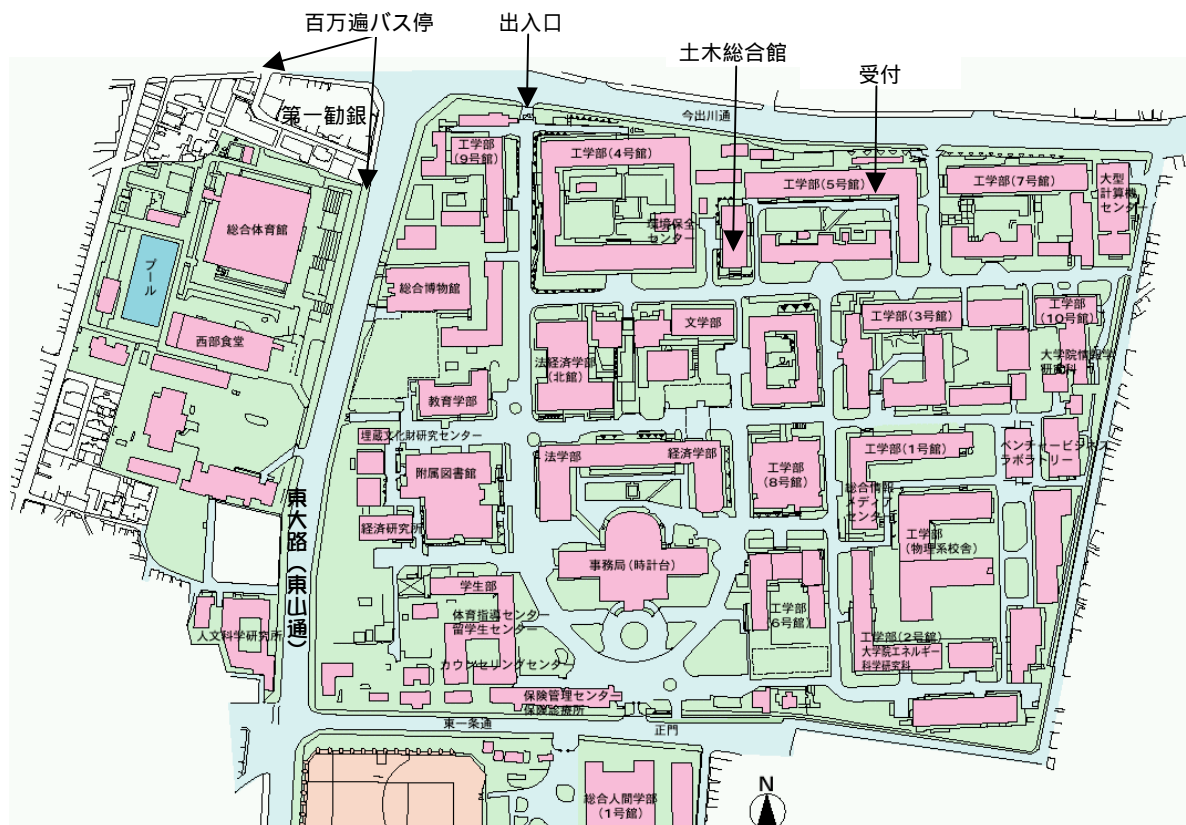 百万遍バス停
出入口
土木総合館
受付
第一勧銀
今出川通
工学部
(9号館)
工学部(4号館)
工学部(5号館)
工学部(7号館)
大型
計算機
センター
総合体育館
環境保全
センター
プール
総合博物館
西部食堂
文学部
工学部(3号館)
工学部
(10号館)
法経済学部
(北館)
大学院情報学
研究科
教育学部
埋蔵文化財研究センター
法学部
経済学部
工学部(1号館)
ベンチャービジネス
ラボラトリー
附属図書館
工学部
(8号館)
総合情報
メディア
センター
東大路（東山通）
経済研究所
工学部
(物理系校舎)
事務局(時計台)
学生部
体育指導センター
留学生センター
工学部
(6号館)
人文科学研究所
カウンセリングセンター
工学部(2号館)
大学院エネルギー
科学研究科
保険管理センター
保険診療所
東一条通
正門
N
総合人間学部
(1号館)